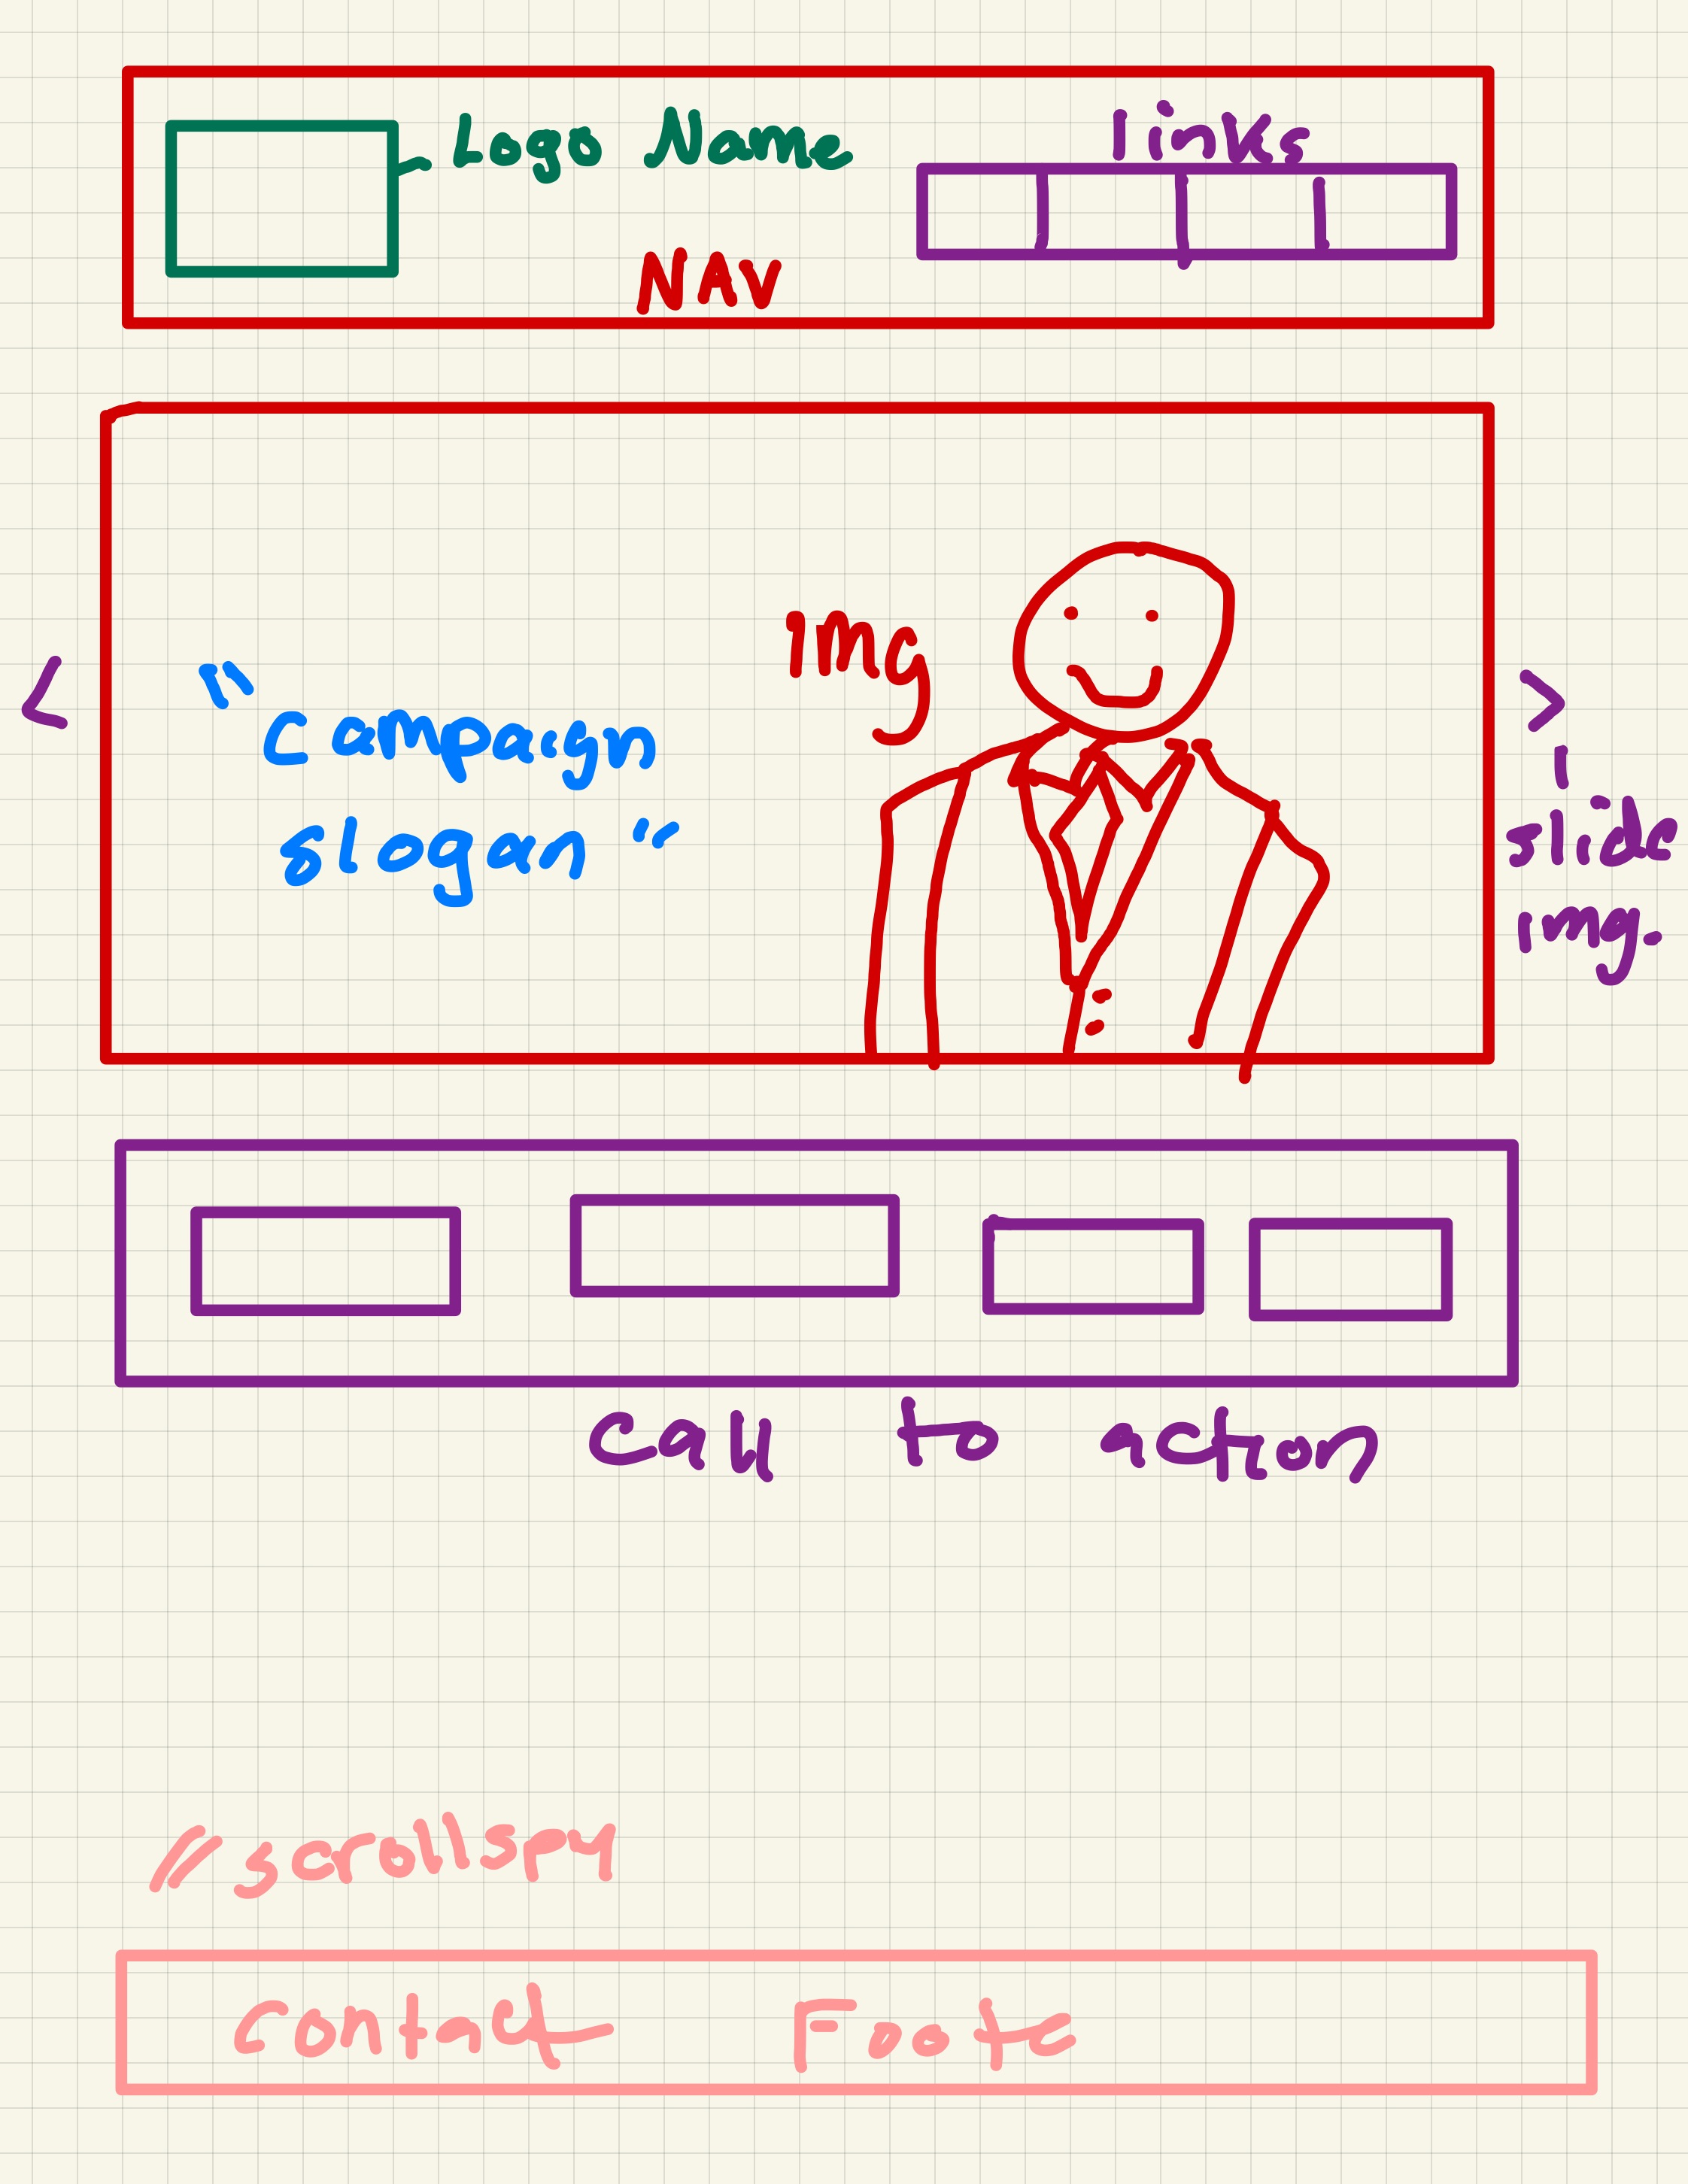 Logo Name
links
NAV
img
"campaign
slogan"
<
>
slide
img.
call to action
// scrollspy
contact Foote